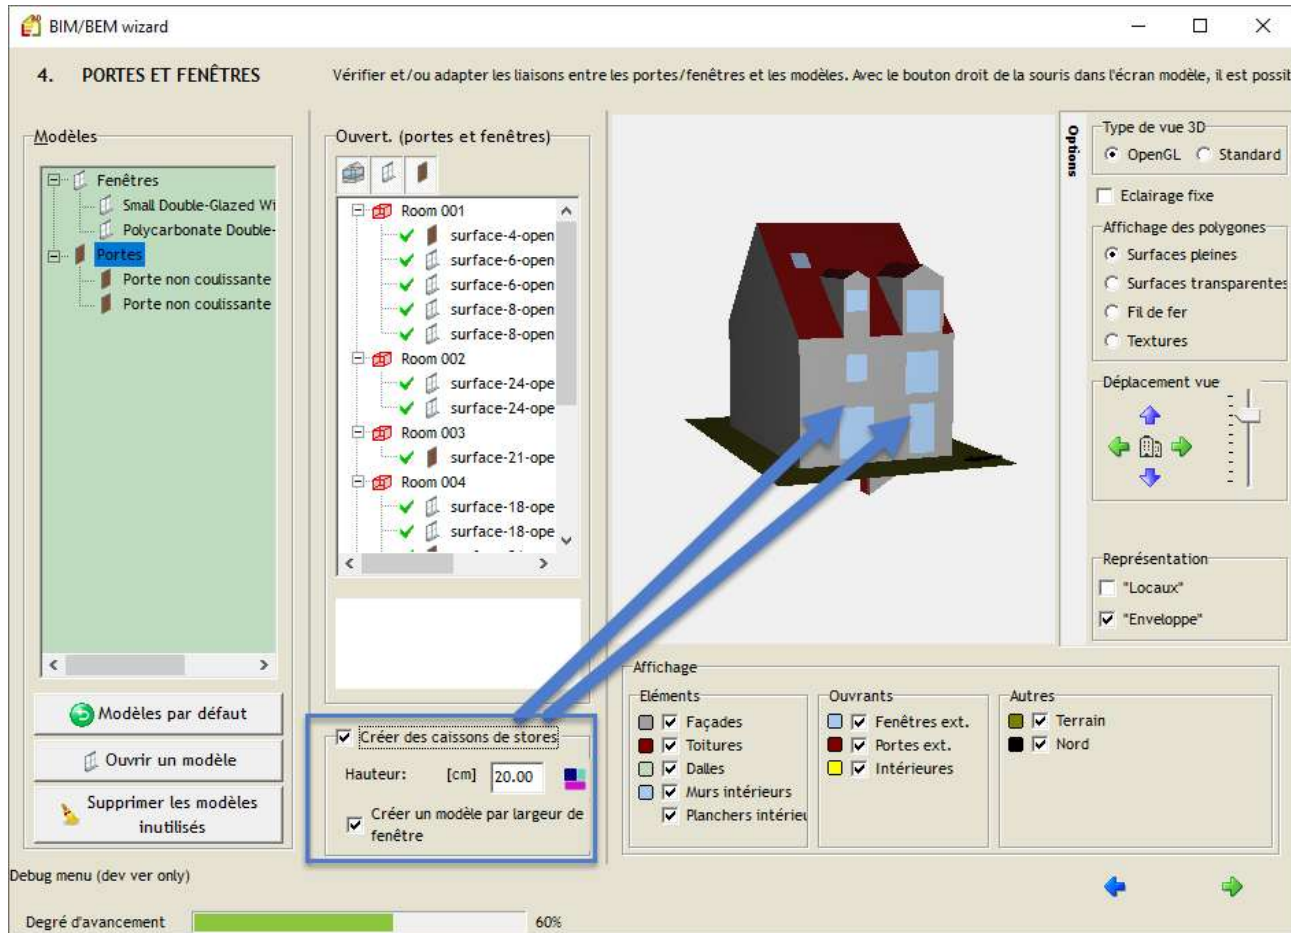 BIM/BEM wizard
4. PORTES ET FENÊTRES
Vérifier et/ou adapter les liaisons entre les portes/fenêtres et les modèles. Avec le bouton droit de la souris dans l'écran modèle, il est possit
Modèles
Fenêtres
Small Double-Glazed Wi
Polycarbonate Double-
Portes
Porte non coulissante
Porte non coulissante
Modèles par défaut
Ouvrir un modèle
Supprimer les modèles
inutilisés
Ouvert. (portes et fenêtres)
Room 001
surface-4-open
surface-6-open
surface-6-open
surface-8-open
surface-8-open
Room 002
surface-24-ope
surface-24-ope
Room 003
surface-21-ope
Room 004
surface-18-ope
surface-18-ope
Créer des caissons de stores
Hauteur: [cm] 20.00
Créer un modèle par largeur de
fenêtre
Options
Type de vue 3D
OpenGL Standard
Eclairage fixe
Affichage des polygones
Surfaces pleines
Surfaces transparentes
Fil de fer
Textures
Déplacement vue
Représentation
"Locaux"
"Enveloppe"
Affichage
Eléments
Façades
Toitures
Dalles
Murs intérieurs
Planchers intérieu
Ouvrants
Fenêtres ext.
Portes ext.
Intérieures
Autres
Terrain
Nord
Debug menu (dev ver only)
Degré d'avancement 60%